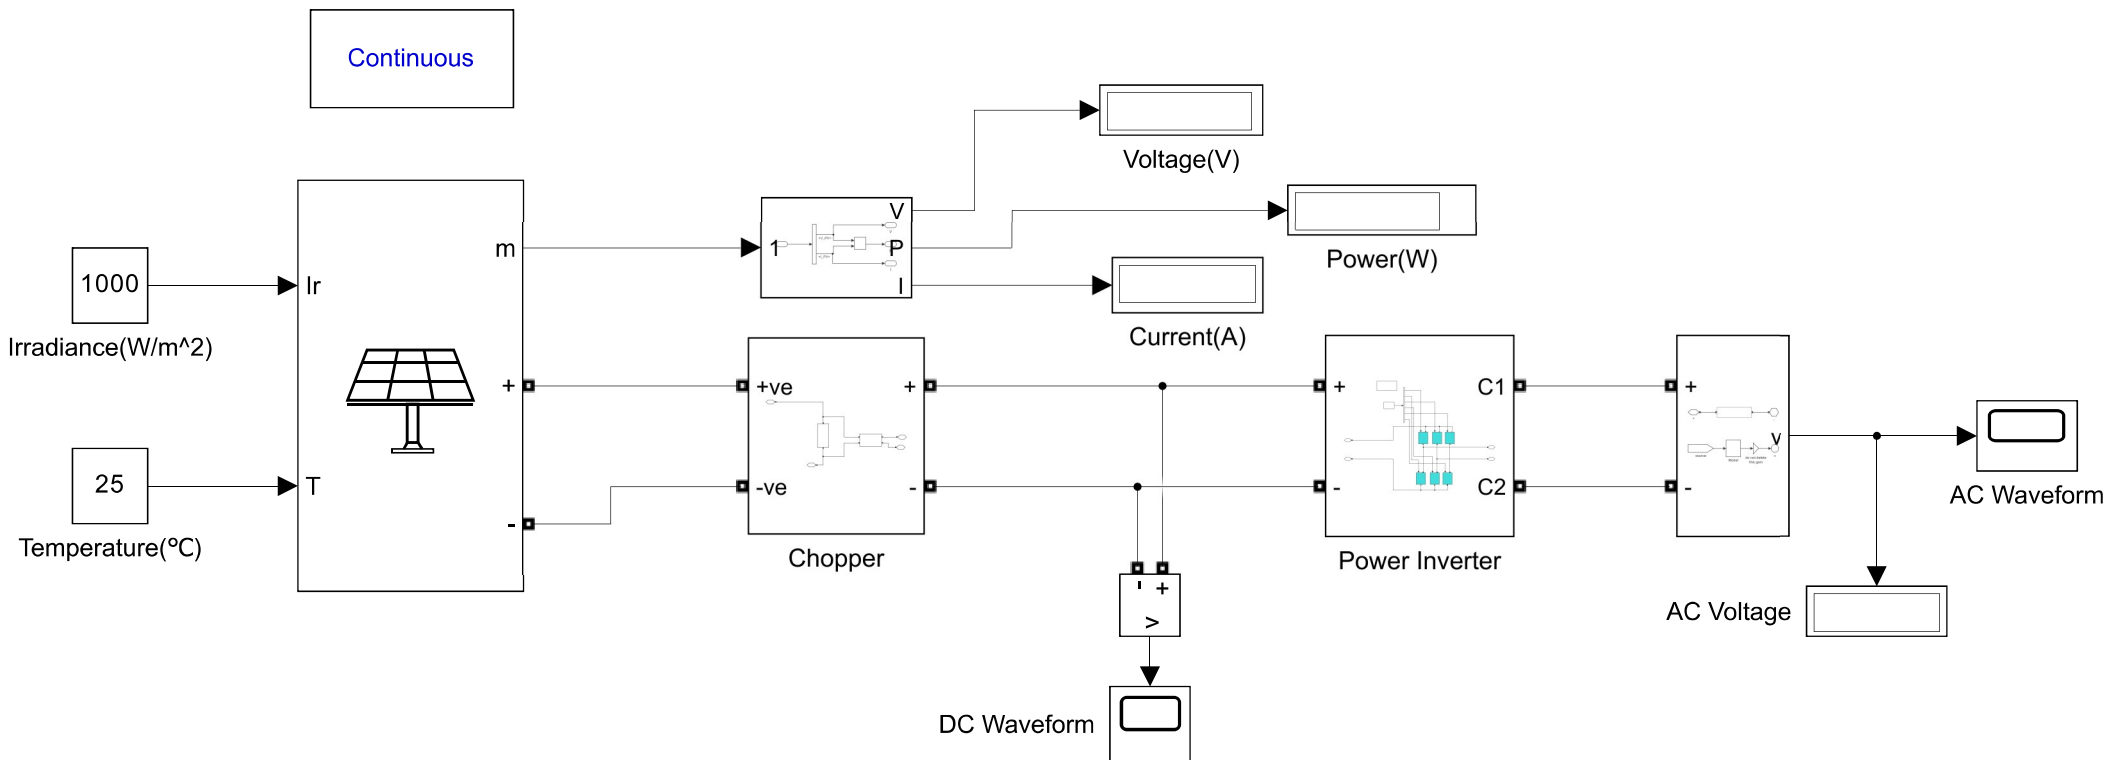 Continuous
Voltage(V)
V
m
1
P
Power(W)
1000
Ir
I
Irradiance(W/m^2)
Current(A)
+
+ve
+
+
C1
+
v
25
T
-ve
-
-
C2
-
AC Waveform
-
Temperature(℃)
Chopper
Power Inverter
- +
v
AC Voltage
DC Waveform